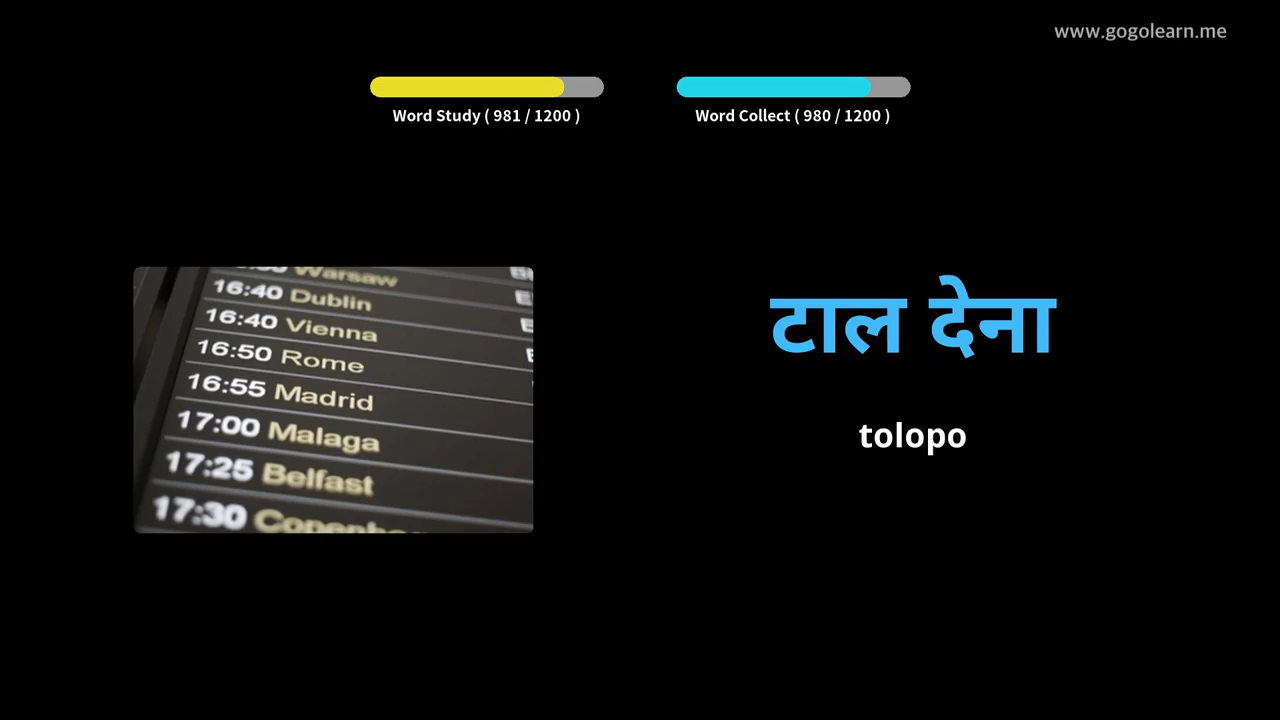 www.gogolearn.me
Word Study ( 981 / 1200 )
Word Collect ( 980 / 1200 )
Warsaw
16:40 Dublin
16:40 Vienna
16:50 Rome
16:55 Madrid
17:00 Malaga
17:25 Belfast
17:30
टाल देना
tolopo